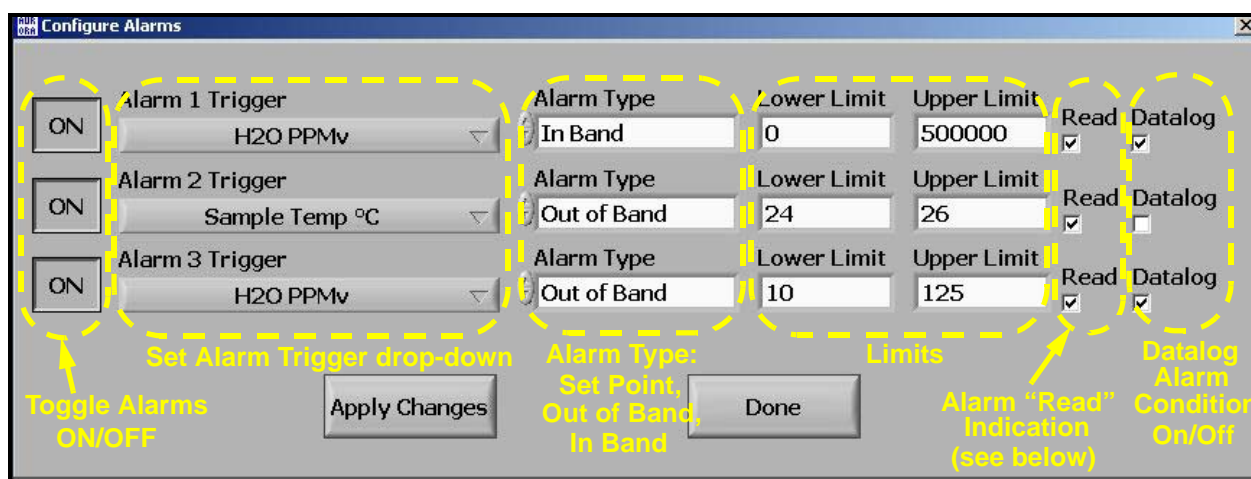 AUR
ORA
Configure Alarms
ON
Alarm 1 Trigger
H2O PPMv
Alarm Type
In Band
Lower Limit
0
Upper Limit
500000
Read
Datalog
ON
Alarm 2 Trigger
Sample Temp ºC
Alarm Type
Out of Band
Lower Limit
24
Upper Limit
26
Read
Datalog
ON
Alarm 3 Trigger
H2O PPMv
Alarm Type
Out of Band
Lower Limit
10
Upper Limit
125
Read
Datalog
Toggle Alarms
ON/OFF
Set Alarm Trigger drop-down
Alarm Type:
Set Point,
Out of Band,
In Band
Limits
Alarm “Read”
Indication
(see below)
Datalog
Alarm
Condition
On/Off
Apply Changes
Done